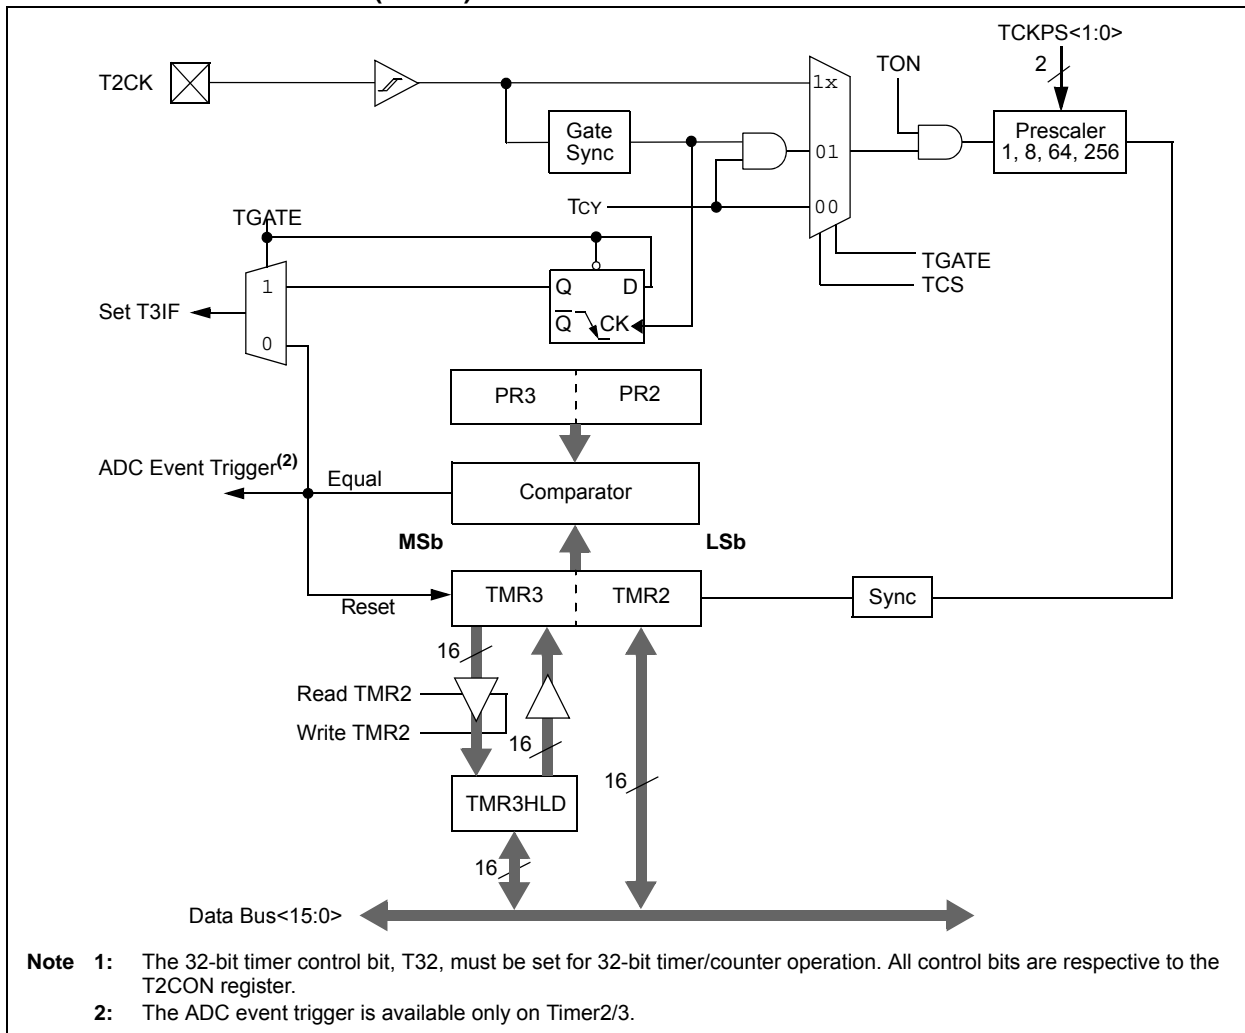 TCKPS<1:0>
2
TON
T2CK
1x
Gate
Sync
Prescaler
1, 8, 64, 256
01
TCY
00
TGATE
TGATE
TCS
1
Q
D
Set T3IF
Q
CK
0
PR3
PR2
ADC Event Trigger(2)
Equal
Comparator
MSb
LSb
TMR3
TMR2
Sync
Reset
16
Read TMR2
Write TMR2
16
16
TMR3HLD
16
Data Bus<15:0>
Note 1: The 32-bit timer control bit, T32, must be set for 32-bit timer/counter operation. All control bits are respective to the
T2CON register.
2: The ADC event trigger is available only on Timer2/3.